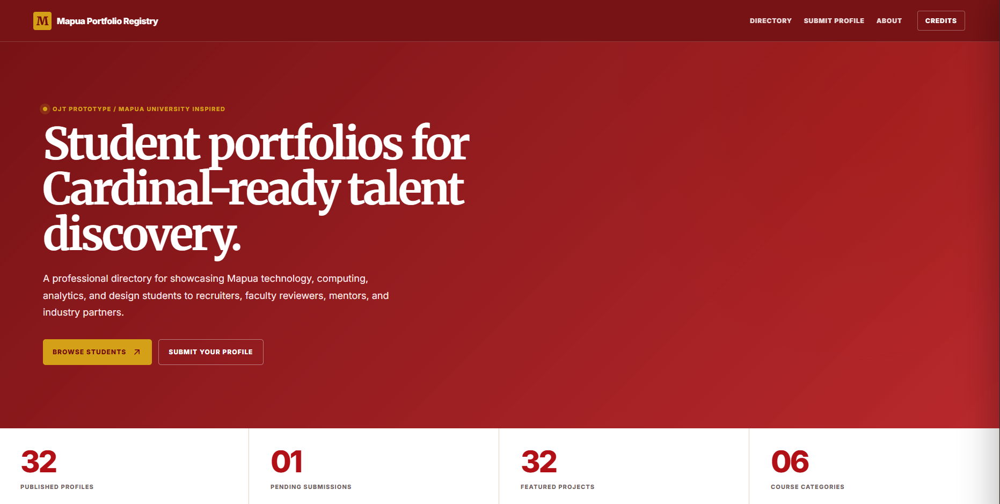 M
Mapua Portfolio Registry
DIRECTORY
SUBMIT PROFILE
ABOUT
CREDITS
OJT PROTOTYPE / MAPUA UNIVERSITY INSPIRED
Student portfolios for
Cardinal-ready talent
discovery.
A professional directory for showcasing Mapua technology, computing,
analytics, and design students to recruiters, faculty reviewers, mentors, and
industry partners.
BROWSE STUDENTS
SUBMIT YOUR PROFILE
32
PUBLISHED PROFILES
01
PENDING SUBMISSIONS
32
FEATURED PROJECTS
06
COURSE CATEGORIES